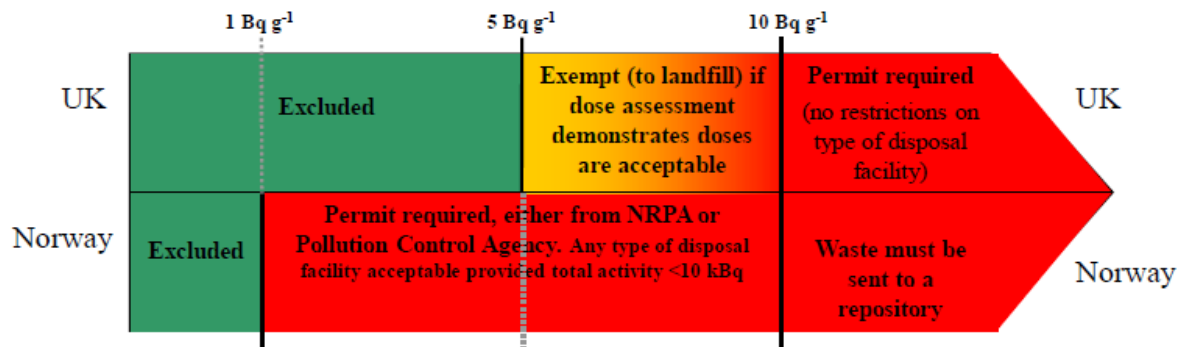 1 Bq g⁻¹
5 Bq g⁻¹
10 Bq g⁻¹
UK
Excluded
Exempt (to landfill) if
dose assessment
demonstrates doses
are acceptable
Permit required
(no restrictions on
type of disposal
facility)
UK
Norway
Excluded
Permit required, either from NRPA or
Pollution Control Agency. Any type of disposal
facility acceptable provided total activity <10 kBq
Waste must be
sent to a
repository
Norway